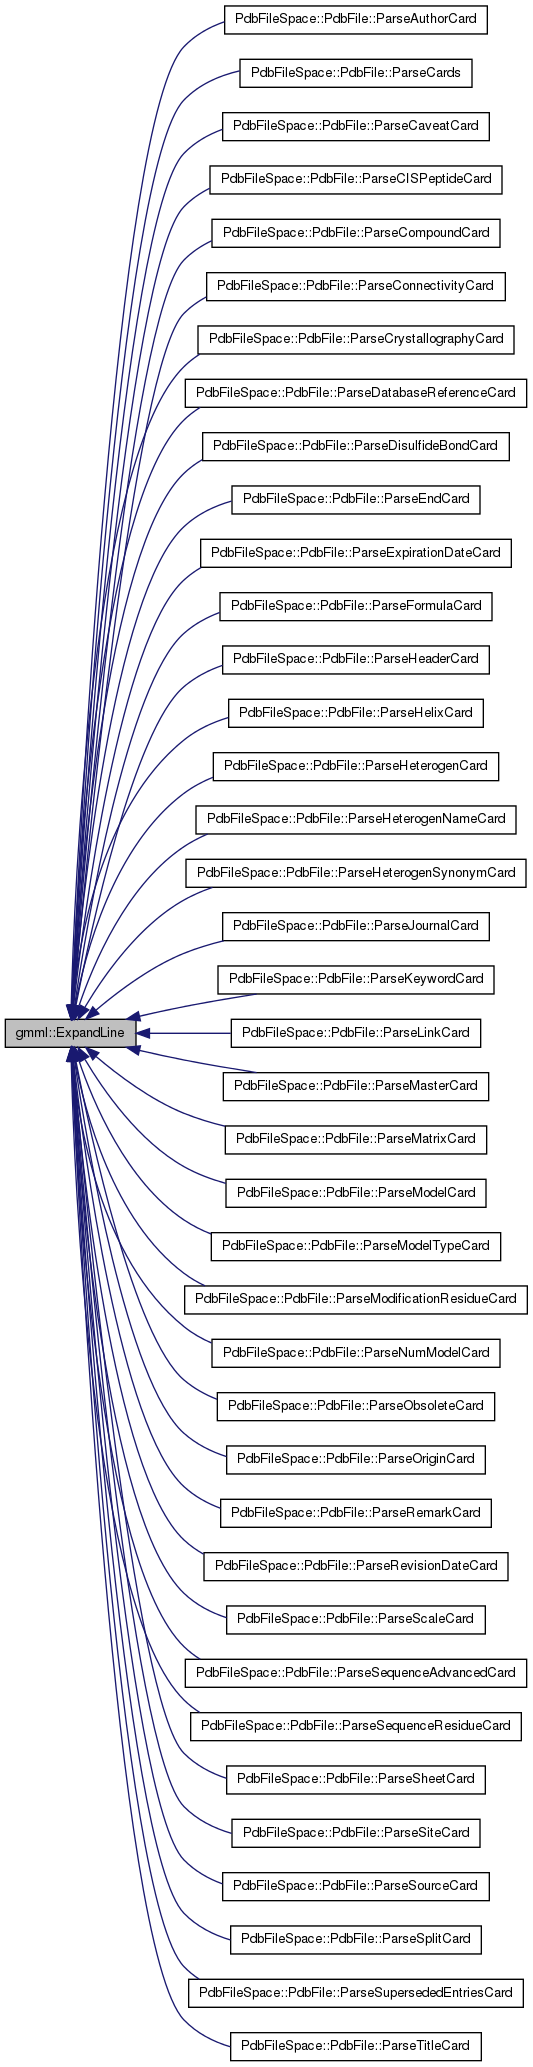 PdbFileSpace::PdbFile::ParseAuthorCard
PdbFileSpace::PdbFile::ParseCards
PdbFileSpace::PdbFile::ParseCaveatCard
PdbFileSpace::PdbFile::ParseCISPeptideCard
PdbFileSpace::PdbFile::ParseCompoundCard
PdbFileSpace::PdbFile::ParseConnectivityCard
PdbFileSpace::PdbFile::ParseCrystallographyCard
PdbFileSpace::PdbFile::ParseDatabaseReferenceCard
PdbFileSpace::PdbFile::ParseDisulfideBondCard
PdbFileSpace::PdbFile::ParseEndCard
PdbFileSpace::PdbFile::ParseExpirationDateCard
PdbFileSpace::PdbFile::ParseFormulaCard
PdbFileSpace::PdbFile::ParseHeaderCard
PdbFileSpace::PdbFile::ParseHelixCard
PdbFileSpace::PdbFile::ParseHeterogenCard
PdbFileSpace::PdbFile::ParseHeterogenNameCard
PdbFileSpace::PdbFile::ParseHeterogenSynonymCard
PdbFileSpace::PdbFile::ParseJournalCard
PdbFileSpace::PdbFile::ParseKeywordCard
gmml::ExpandLine
PdbFileSpace::PdbFile::ParseLinkCard
PdbFileSpace::PdbFile::ParseMasterCard
PdbFileSpace::PdbFile::ParseMatrixCard
PdbFileSpace::PdbFile::ParseModelCard
PdbFileSpace::PdbFile::ParseModelTypeCard
PdbFileSpace::PdbFile::ParseModificationResidueCard
PdbFileSpace::PdbFile::ParseNumModelCard
PdbFileSpace::PdbFile::ParseObsoleteCard
PdbFileSpace::PdbFile::ParseOriginCard
PdbFileSpace::PdbFile::ParseRemarkCard
PdbFileSpace::PdbFile::ParseRevisionDateCard
PdbFileSpace::PdbFile::ParseScaleCard
PdbFileSpace::PdbFile::ParseSequenceAdvancedCard
PdbFileSpace::PdbFile::ParseSequenceResidueCard
PdbFileSpace::PdbFile::ParseSheetCard
PdbFileSpace::PdbFile::ParseSiteCard
PdbFileSpace::PdbFile::ParseSourceCard
PdbFileSpace::PdbFile::ParseSplitCard
PdbFileSpace::PdbFile::ParseSupersededEntriesCard
PdbFileSpace::PdbFile::ParseTitleCard